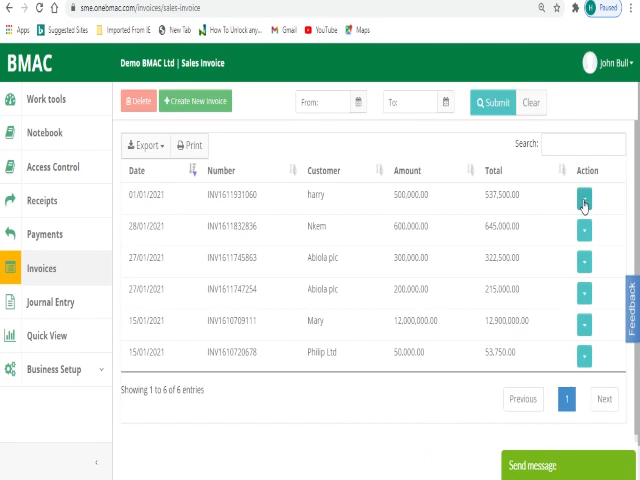 sme.onebmac.com/invoices/sales-invoice
H Paused
Apps Suggested Sites Imported From IE New Tab How To Unlock any... Gmail YouTube Maps
BMAC Demo BMAC Ltd | Sales Invoice John Bull
Delete + Create New Invoice From: To: Submit Clear
Work tools
Notebook
Access Control
Receipts
Payments
Invoices
Journal Entry
Quick View
Business Setup
Export Print Search:
Date Number Customer Amount Total Action
01/01/2021 INV1611931060 harry 500,000.00 537,500.00
28/01/2021 INV1611832836 Nkem 600,000.00 645,000.00
27/01/2021 INV1611745863 Abiola plc 300,000.00 322,500.00
27/01/2021 INV1611747254 Abiola plc 200,000.00 215,000.00
15/01/2021 INV1610709111 Mary 12,000,000.00 12,900,000.00
15/01/2021 INV1610720678 Philip Ltd 50,000.00 53,750.00
Showing 1 to 6 of 6 entries
Previous 1 Next
Feedback
Send message